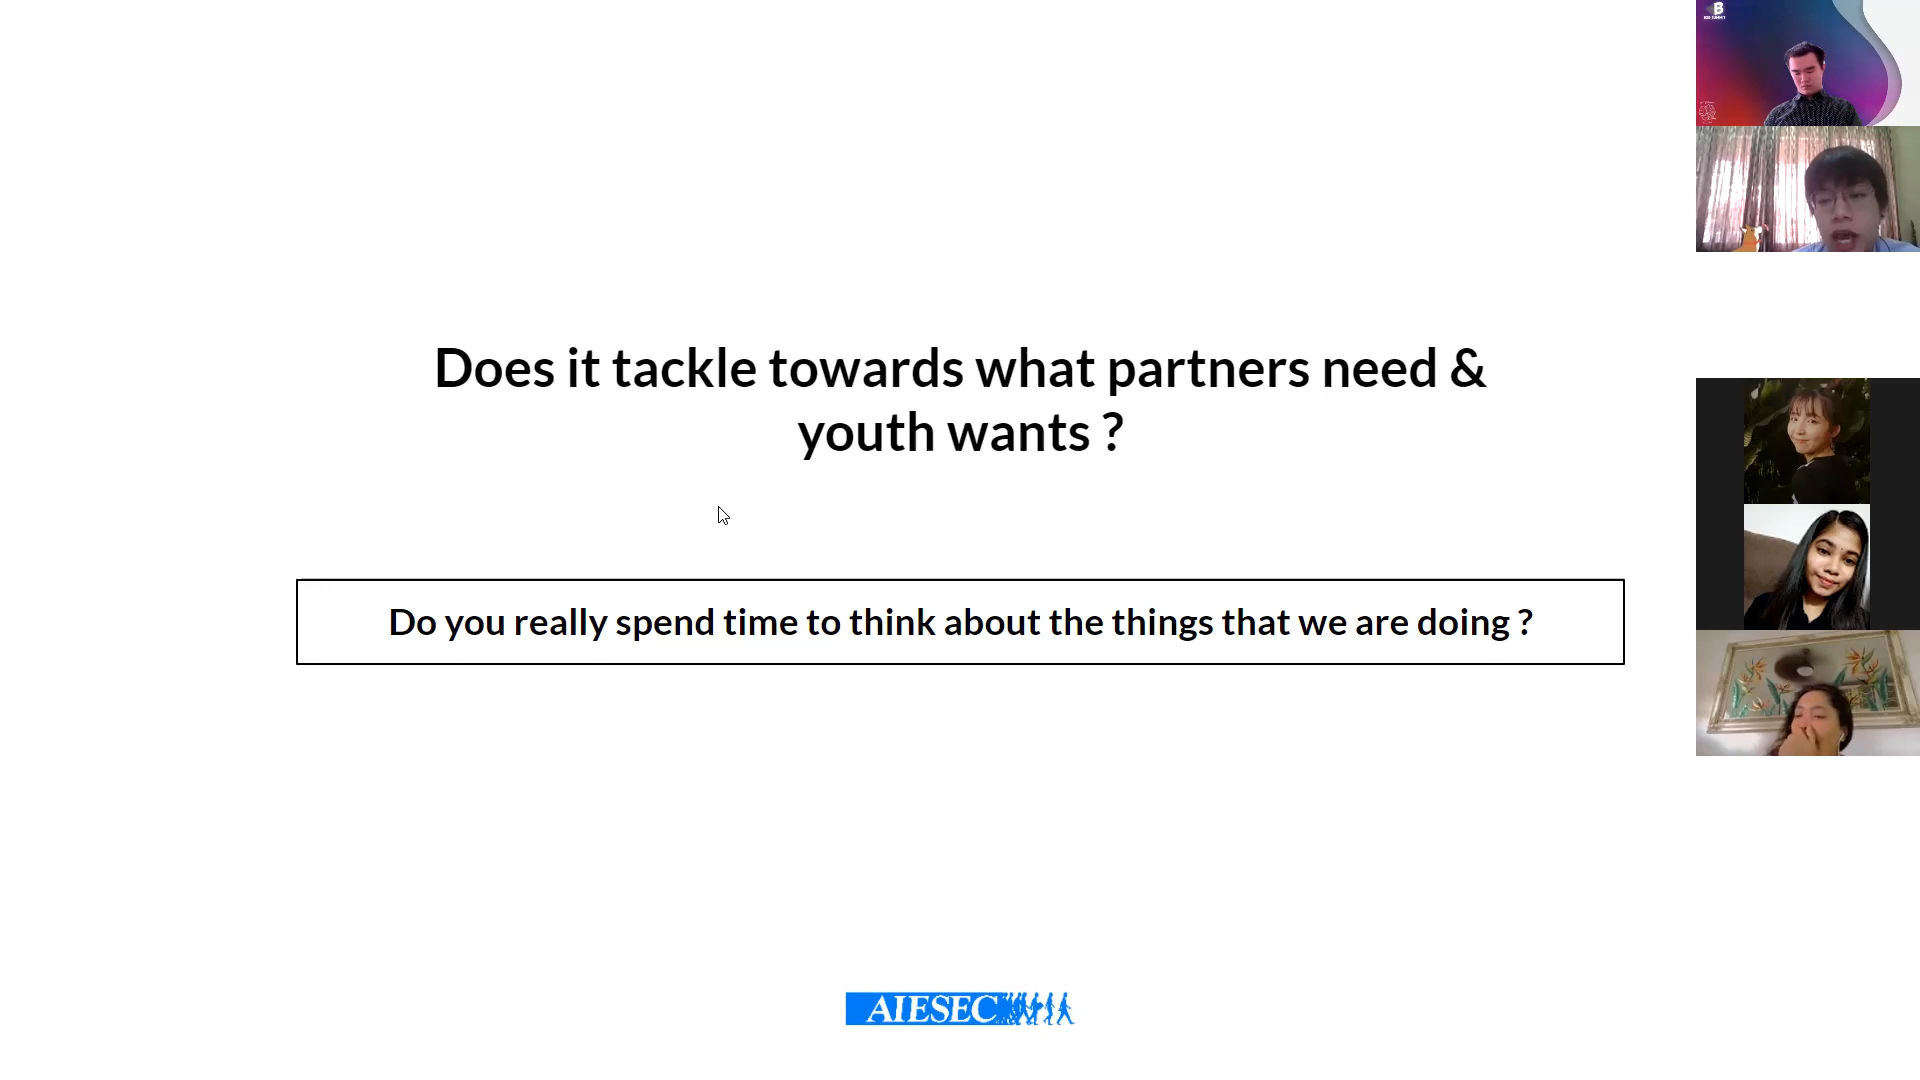 Does it tackle towards what partners need &
youth wants ?
Do you really spend time to think about the things that we are doing ?
AIESEC
B